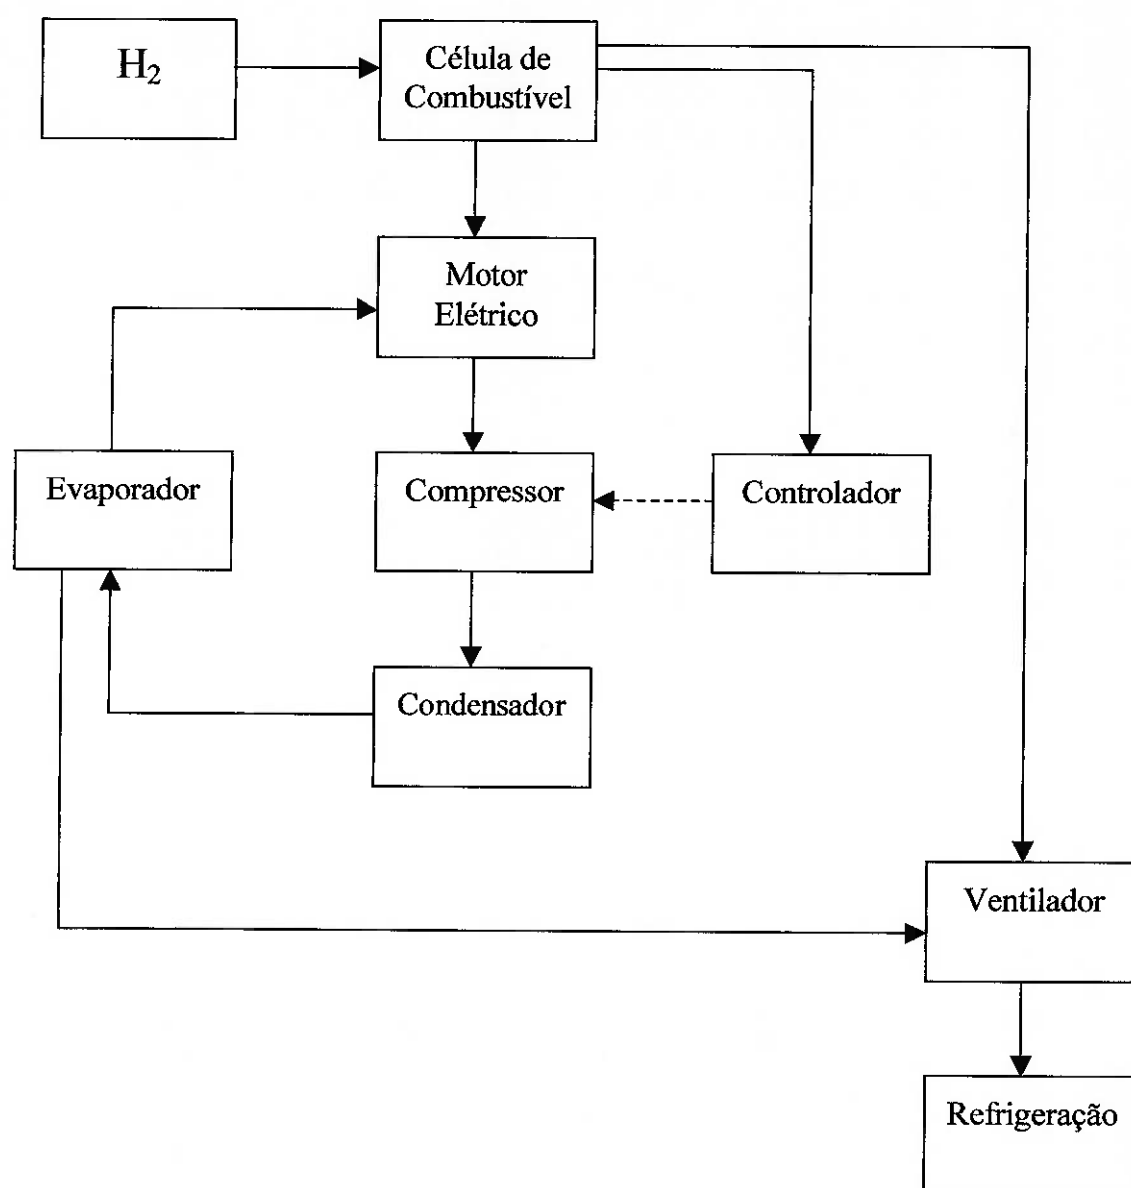 H₂
Célula de
Combustível
Motor
Elétrico
Evaporador
Compressor
Controlador
Condensador
Ventilador
Refrigeração